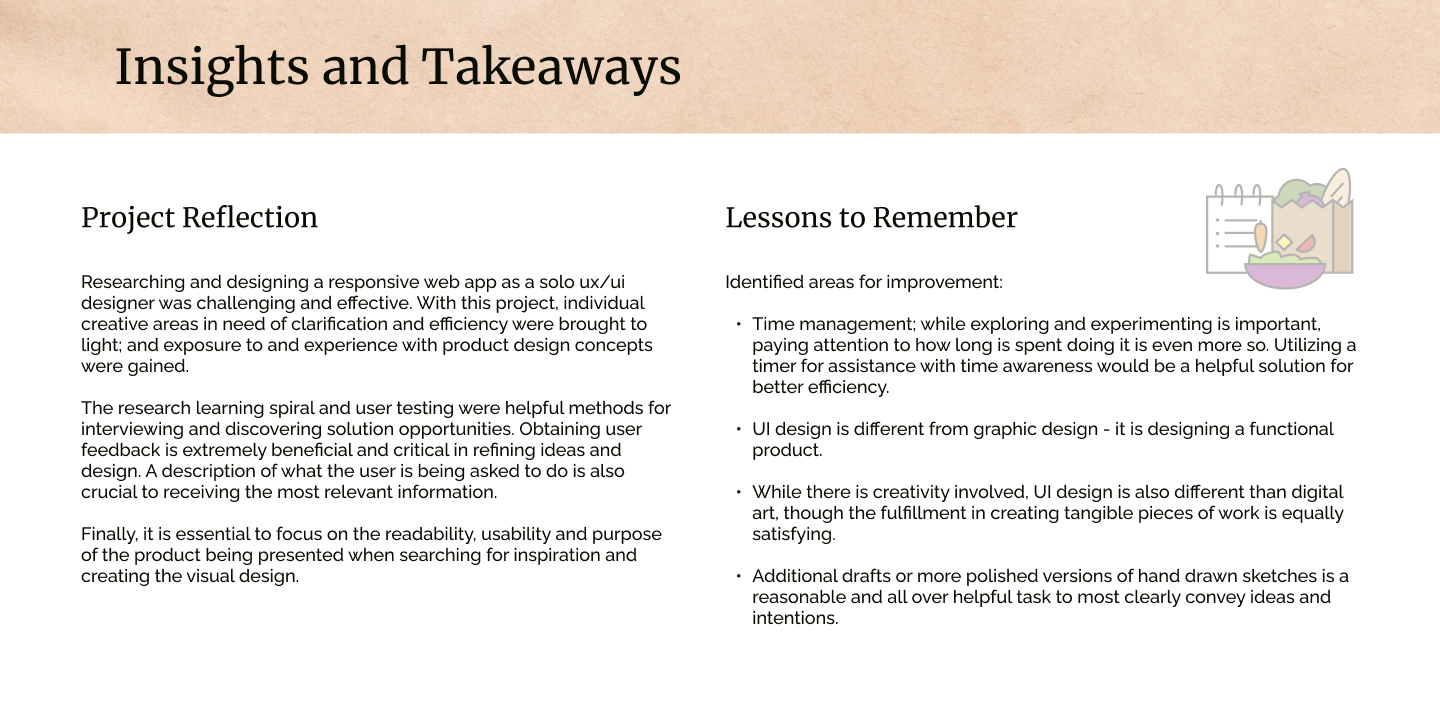 Insights and Takeaways
Project Reflection
Researching and designing a responsive web app as a solo ux/ui
designer was challenging and effective. With this project, individual
creative areas in need of clarification and efficiency were brought to
light; and exposure to and experience with product design concepts
were gained.
The research learning spiral and user testing were helpful methods for
interviewing and discovering solution opportunities. Obtaining user
feedback is extremely beneficial and critical in refining ideas and
design. A description of what the user is being asked to do is also
crucial to receiving the most relevant information.
Finally, it is essential to focus on the readability, usability and purpose
of the product being presented when searching for inspiration and
creating the visual design.
Lessons to Remember
Identified areas for improvement:
• Time management; while exploring and experimenting is important,
paying attention to how long is spent doing it is even more so. Utilizing a
timer for assistance with time awareness would be a helpful solution for
better efficiency.
• UI design is different from graphic design - it is designing a functional
product.
• While there is creativity involved, UI design is also different than digital
art, though the fulfillment in creating tangible pieces of work is equally
satisfying.
• Additional drafts or more polished versions of hand drawn sketches is a
reasonable and all over helpful task to most clearly convey ideas and
intentions.